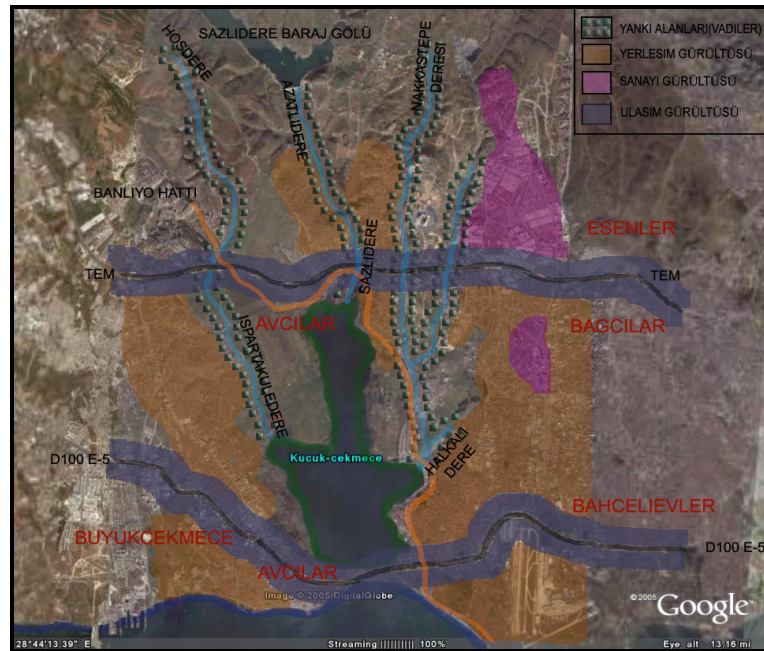 YANKI ALANLARI(VADILER)
YERLESIM GÜRÜLTÜSÜ
SANAYI GÜRÜLTÜSÜ
ULASIM GÜRÜLTÜSÜ
SAZLIDERE BARAJ GÖLÜ
HOSDERE
AZATLIDERE
NAKKASTEPE
DERESI
BANLIYO HATTI
ESENLER
TEM
SAZLIDERE
TEM
AVCILAR
BAGCILAR
ISPARTAKULEDERE
Kucuk-cekmece
HALKALI
DERE
D100 E-5
BAHCELIEVLER
BUYUKCEKMECE
D100 E-5
AVCILAR
Image © 2005 DigitalGlobe
© 2005 Google
28°44'13.39" E
Streaming |||||||||| 100%
Eye alt 13.16 mi